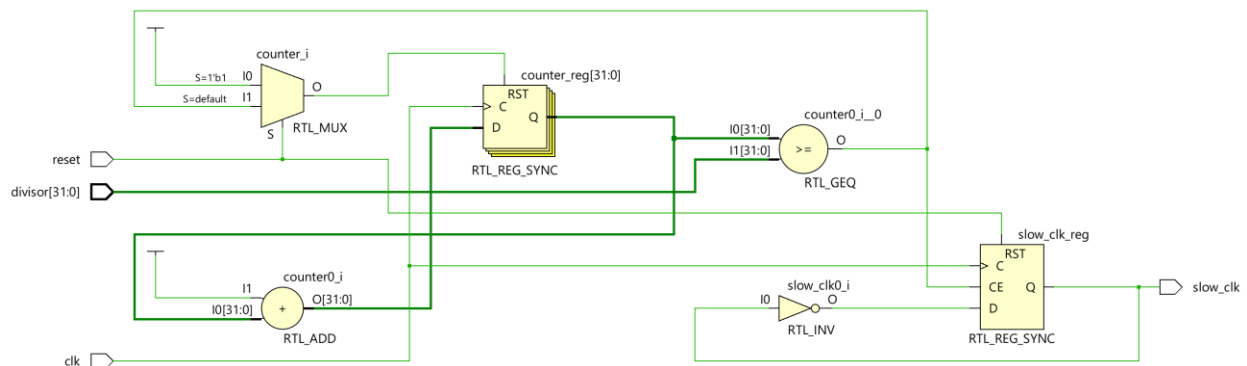 counter_i
S=1'b1
I0
S=default
I1
O
S
RTL_MUX
counter_reg[31:0]
RST
C
D
Q
RTL_REG_SYNC
counter0_i__0
I0[31:0]
I1[31:0]
>=
O
RTL_GEQ
reset
divisor[31:0]
counter0_i
I1
I0[31:0]
+
O[31:0]
RTL_ADD
clk
slow_clk0_i
I0
O
RTL_INV
slow_clk_reg
RST
C
CE
D
Q
RTL_REG_SYNC
slow_clk